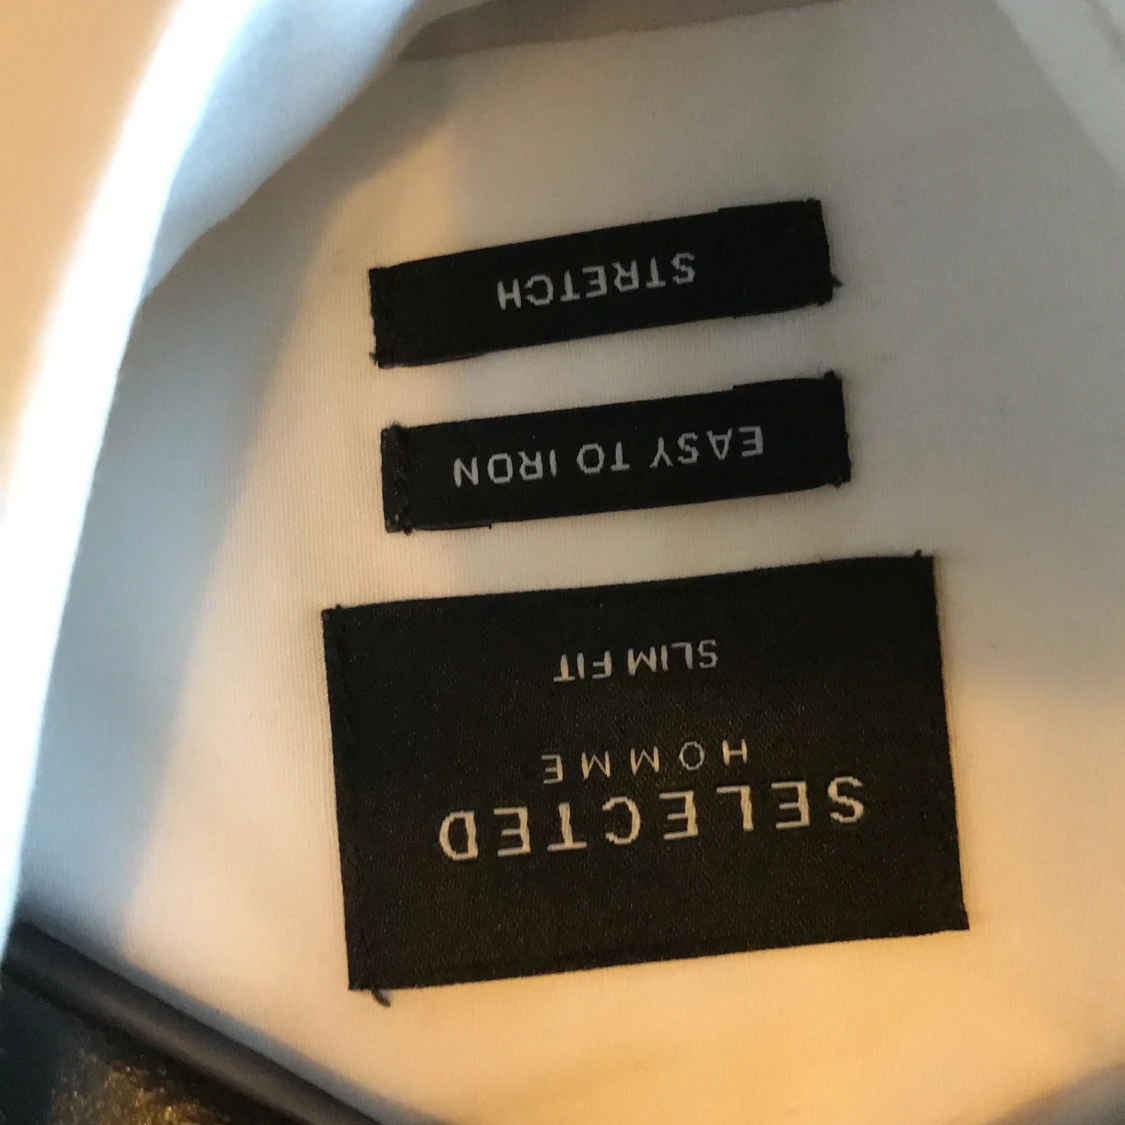 SELECTED
HOMME
SLIM FIT
EASY TO IRON
STRETCH